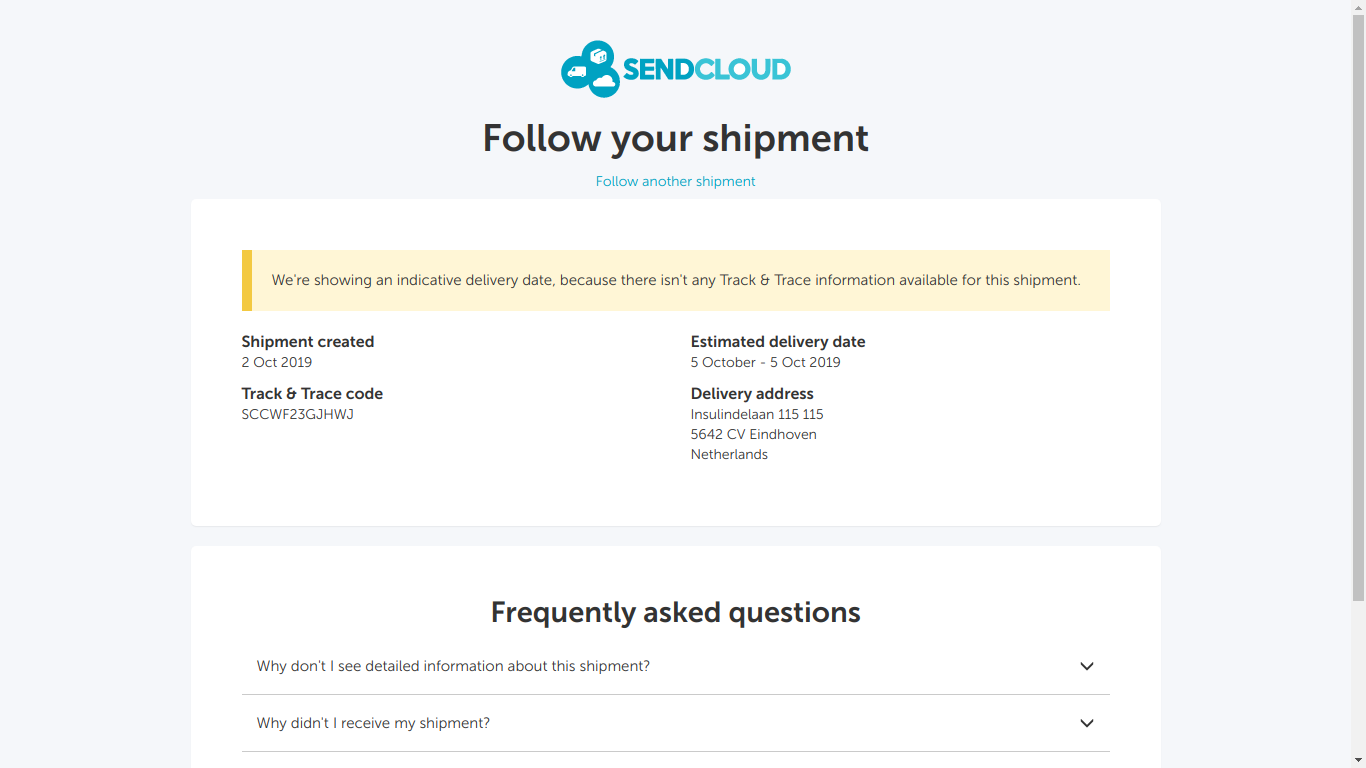 SENDCLOUD
Follow your shipment
Follow another shipment
We're showing an indicative delivery date, because there isn't any Track & Trace information available for this shipment.
Shipment created
2 Oct 2019
Track & Trace code
SCCWF23GJHWJ
Estimated delivery date
5 October - 5 Oct 2019
Delivery address
Insulindelaan 115 115
5642 CV Eindhoven
Netherlands
Frequently asked questions
Why don't I see detailed information about this shipment?
Why didn't I receive my shipment?